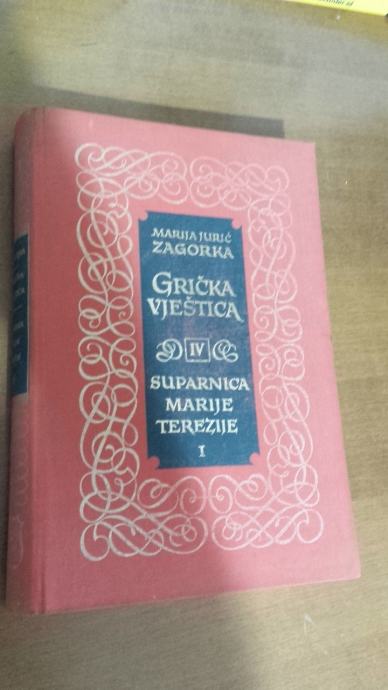 MARIJA JURIĆ
ZAGORKA
GRIČKA
VJEŠTICA
IV
SUPARNICA
MARIJE
TEREZIJE
I